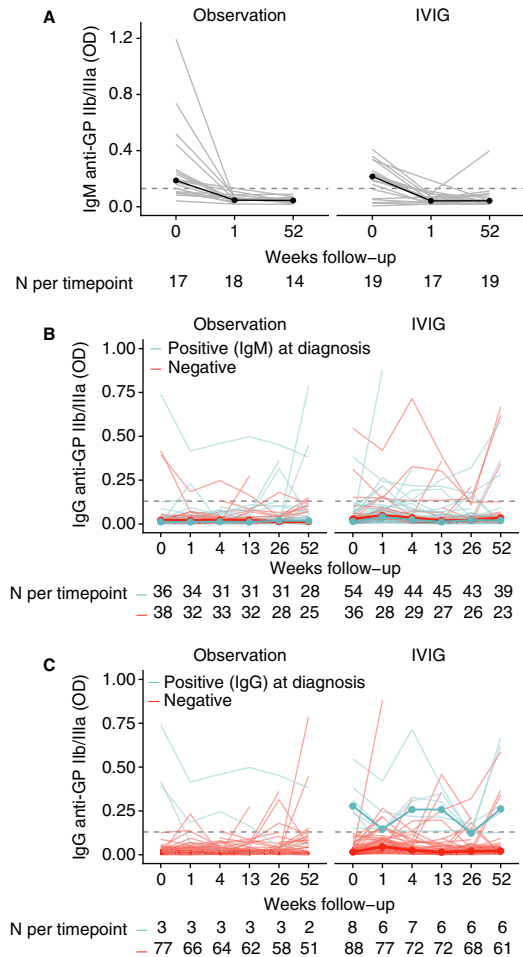 A
Observation IVIG
IgM anti-GP IIb/IIIa (OD)
1.2
0.8
0.4
0.0
0 1 52 0 1 52
Weeks follow-up
N per timepoint 17 18 14 19 17 19
B
Observation IVIG
IgG anti-GP IIb/IIIa (OD)
Positive (IgM) at diagnosis
Negative
1.00
0.75
0.50
0.25
0.00
0 1 4 13 26 52 0 1 4 13 26 52
Weeks follow-up
N per timepoint 36 34 31 31 31 28 54 49 44 45 43 39
38 32 33 32 28 25 36 28 29 27 26 23
C
Observation IVIG
IgG anti-GP IIb/IIIa (OD)
Positive (IgG) at diagnosis
Negative
1.00
0.75
0.50
0.25
0.00
0 1 4 13 26 52 0 1 4 13 26 52
Weeks follow-up
N per timepoint 3 3 3 3 3 2 8 6 7 6 6 6
77 66 64 62 58 51 88 77 72 72 68 61